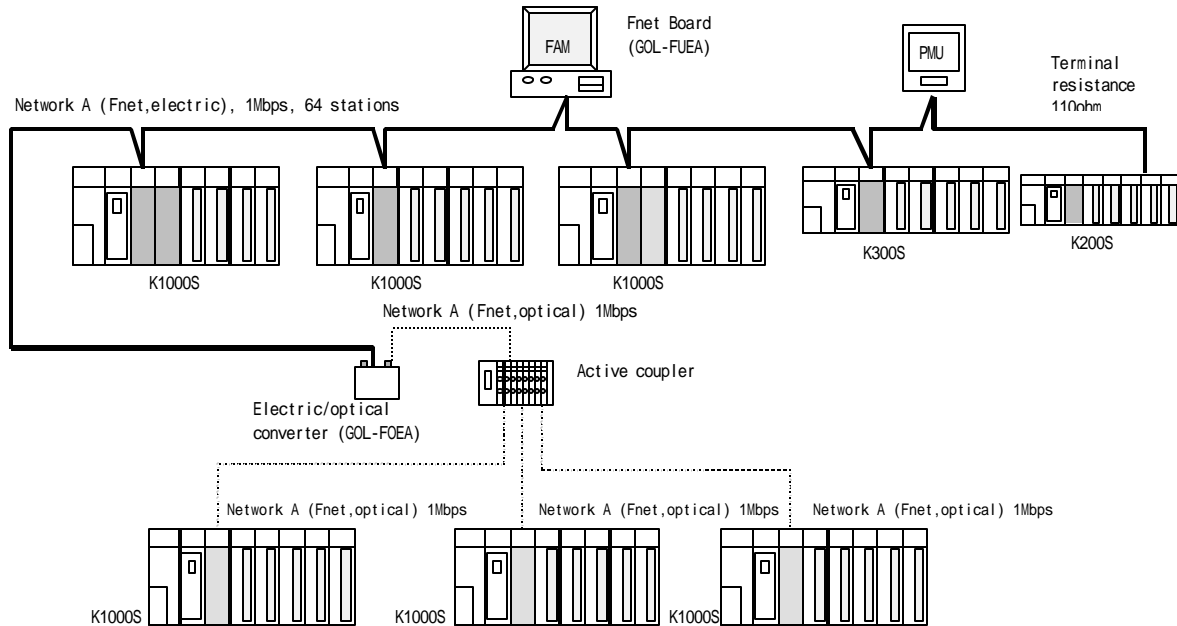 Fnet Board
(GOL-FUEA)
FAM
PMU
Terminal
resistance
110ohm
Network A (Fnet,electric), 1Mbps, 64 stations
K1000S
K1000S
K1000S
K300S
K200S
Network A (Fnet,optical) 1Mbps
Active coupler
Electric/optical
converter (GOL-FOEA)
Network A (Fnet,optical) 1Mbps
Network A (Fnet,optical) 1Mbps
Network A (Fnet,optical) 1Mbps
K1000S
K1000S
K1000S